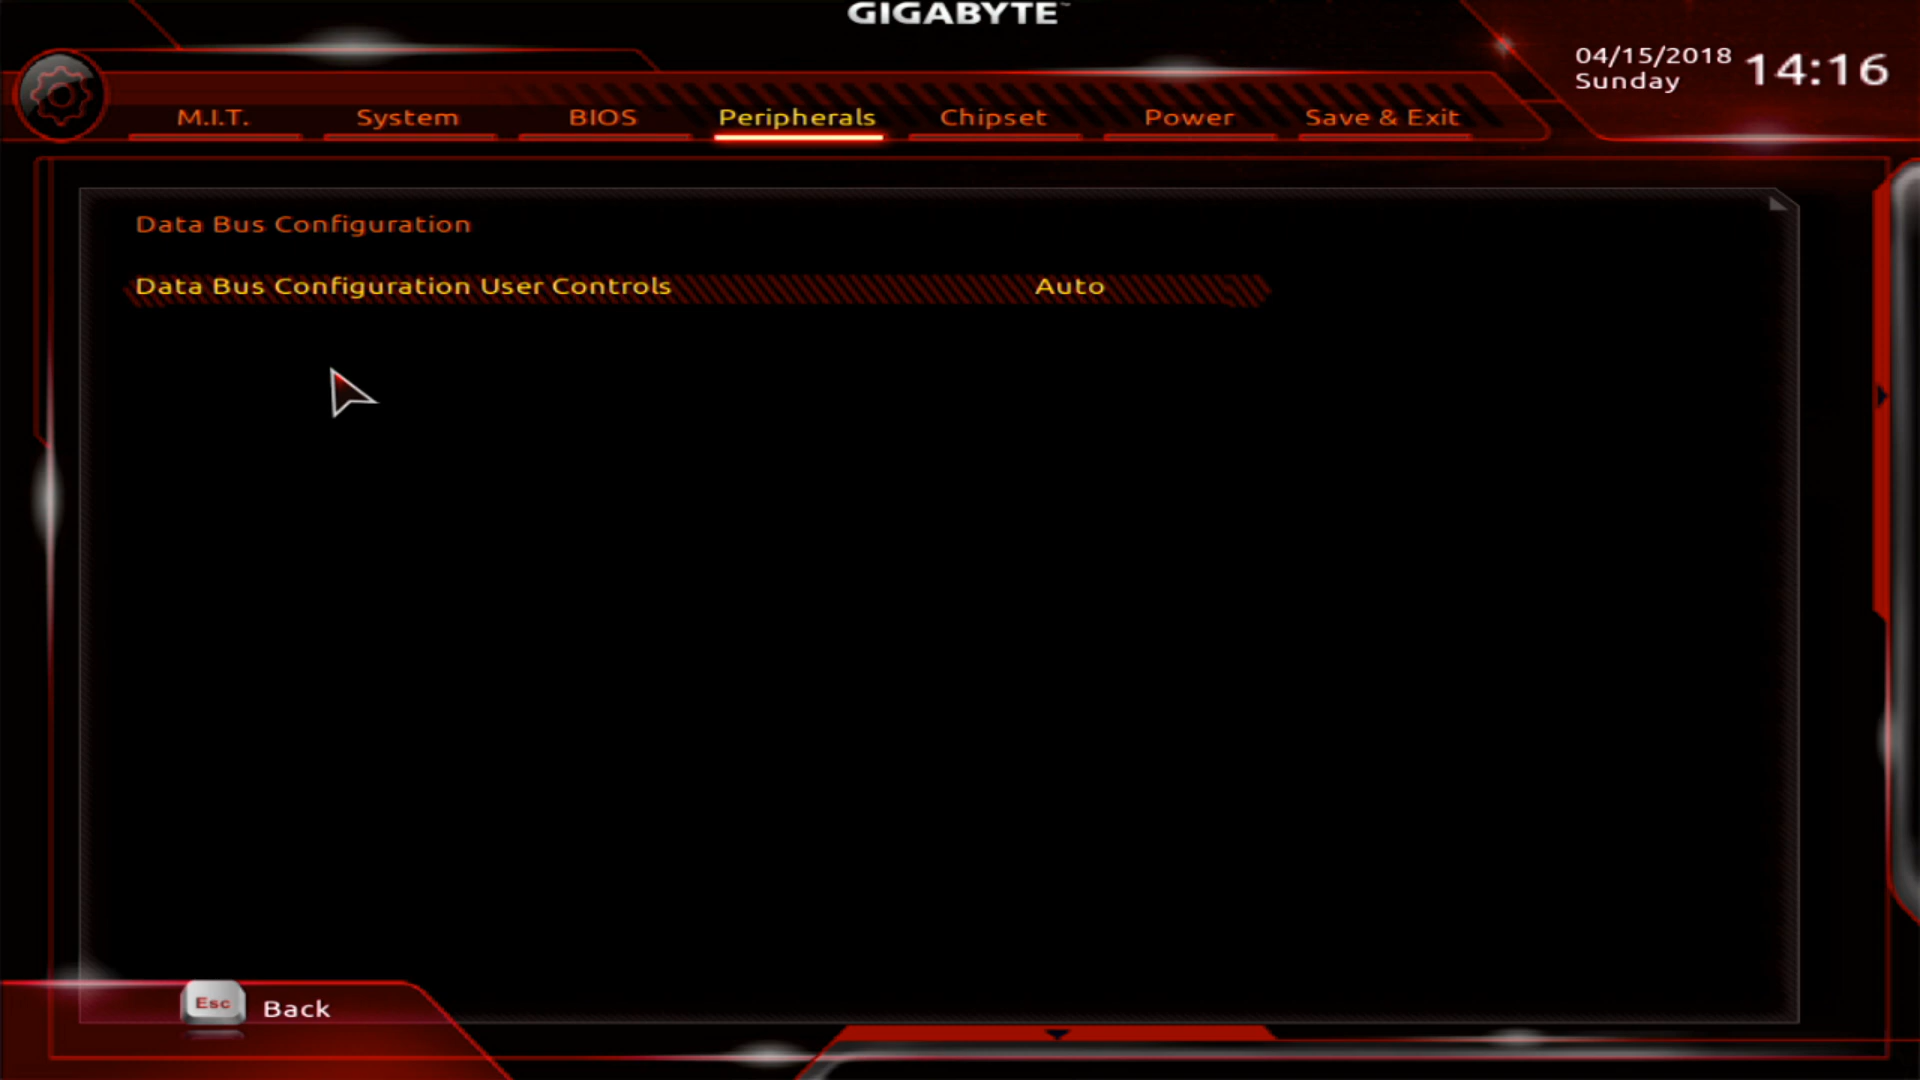 GIGABYTE™
04/15/2018
Sunday
14:16
M.I.T. System BIOS Peripherals Chipset Power Save & Exit
Data Bus Configuration
Data Bus Configuration User Controls Auto
Esc Back